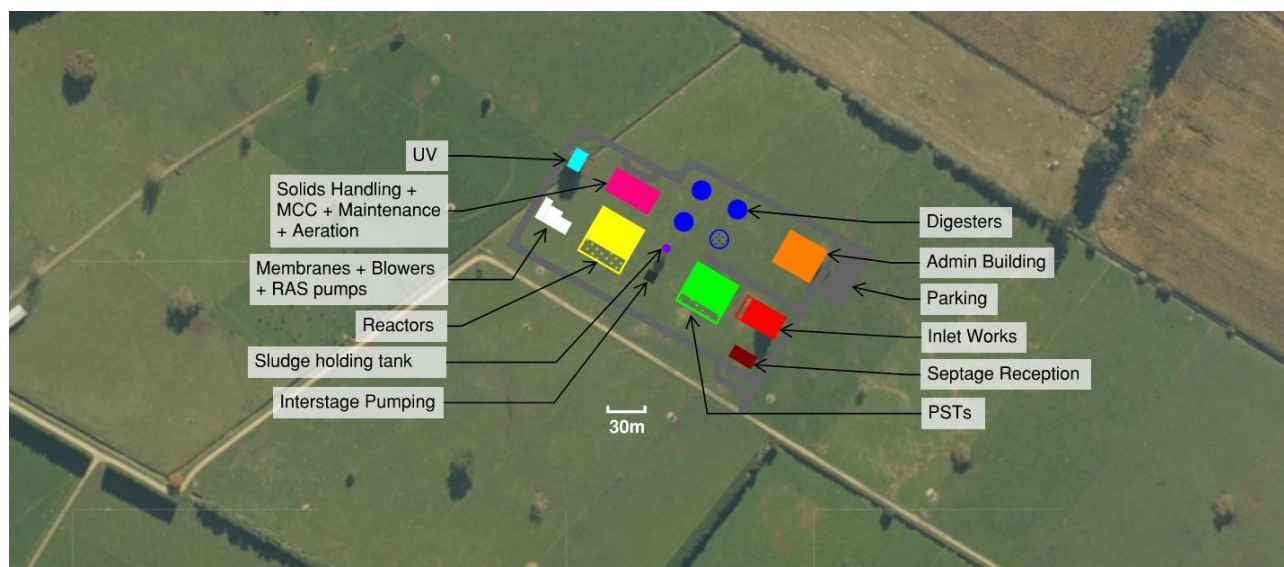 UV
Solids Handling +
MCC + Maintenance
+ Aeration
Membranes + Blowers
+ RAS pumps
Reactors
Sludge holding tank
Interstage Pumping
30m
Digesters
Admin Building
Parking
Inlet Works
Septage Reception
PSTs